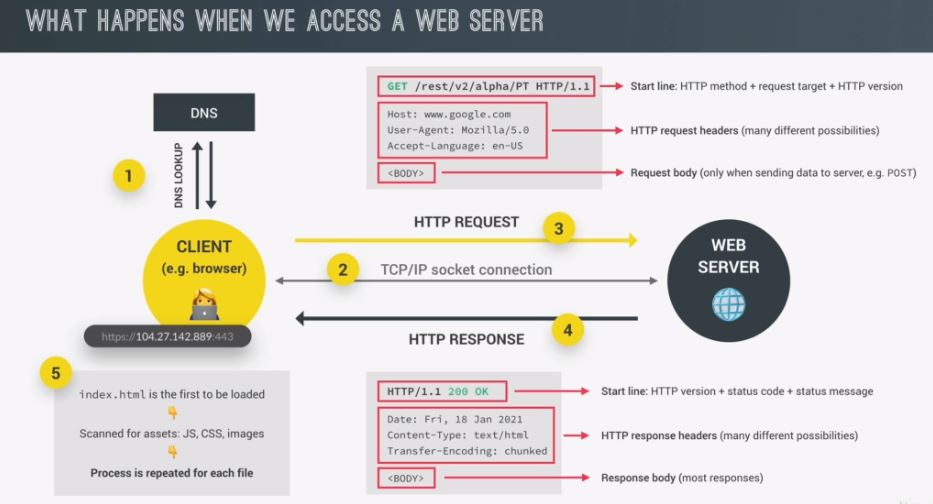 WHAT HAPPENS WHEN WE ACCESS A WEB SERVER
DNS
1
DNS LOOKUP
GET /rest/v2/alpha/PT HTTP/1.1
Start line: HTTP method + request target + HTTP version
Host: www.google.com
User-Agent: Mozilla/5.0
Accept-Language: en-US
HTTP request headers (many different possibilities)
<BODY>
Request body (only when sending data to server, e.g. POST)
HTTP REQUEST
3
CLIENT
(e.g. browser)
2
TCP/IP socket connection
WEB
SERVER
https://104.27.142.889:443
4
HTTP RESPONSE
5
index.html is the first to be loaded
Scanned for assets: JS, CSS, images
Process is repeated for each file
HTTP/1.1 200 OK
Start line: HTTP version + status code + status message
Date: Fri, 18 Jan 2021
Content-Type: text/html
Transfer-Encoding: chunked
HTTP response headers (many different possibilities)
<BODY>
Response body (most responses)